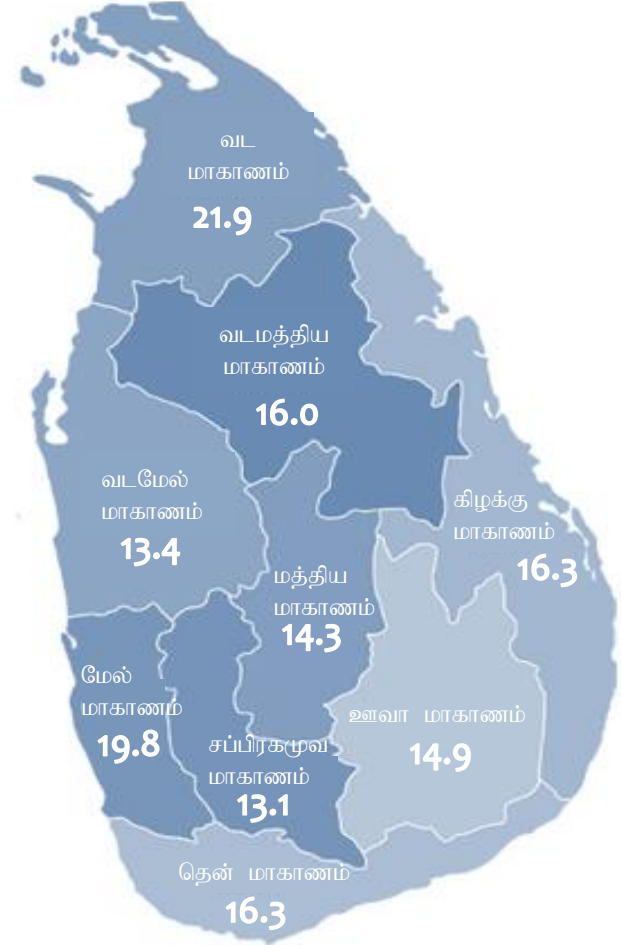 வட
மாகாணம்
21.9
வடமத்திய
மாகாணம்
16.0
வடமேல்
மாகாணம்
13.4
கிழக்கு
மாகாணம்
16.3
மத்திய
மாகாணம்
14.3
மேல்
மாகாணம்
19.8
ஊவா மாகாணம்
14.9
சப்பிரகமுவ
மாகாணம்
13.1
தென் மாகாணம்
16.3